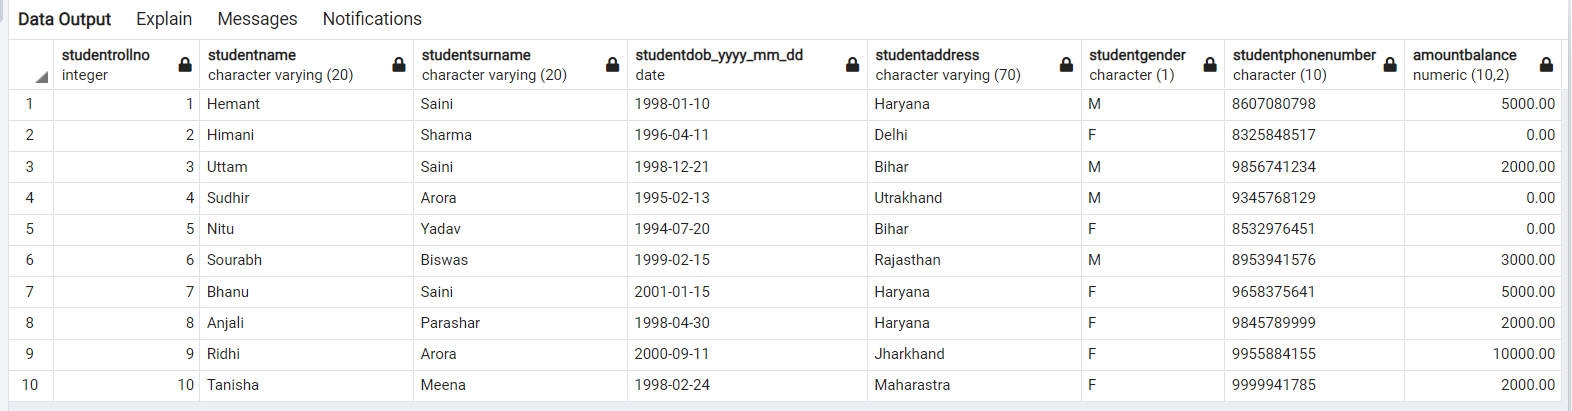 Data Output Explain Messages Notifications
studentrollno studentname studentsurname studentdob_yyyy_mm_dd studentaddress studentgender studentphonenumber amountbalance
integer character varying (20) character varying (20) date character varying (70) character (1) character (10) numeric (10,2)
1 1 Hemant Saini 1998-01-10 Haryana M 8607080798 5000.00
2 2 Himani Sharma 1996-04-11 Delhi F 8325848517 0.00
3 3 Uttam Saini 1998-12-21 Bihar M 9856741234 2000.00
4 4 Sudhir Arora 1995-02-13 Utrakhand M 9345768129 0.00
5 5 Nitu Yadav 1994-07-20 Bihar F 8532976451 0.00
6 6 Sourabh Biswas 1999-02-15 Rajasthan M 8953941576 3000.00
7 7 Bhanu Saini 2001-01-15 Haryana F 9658375641 5000.00
8 8 Anjali Parashar 1998-04-30 Haryana F 9845789999 2000.00
9 9 Ridhi Arora 2000-09-11 Jharkhand F 9955884155 10000.00
10 10 Tanisha Meena 1998-02-24 Maharastra F 9999941785 2000.00